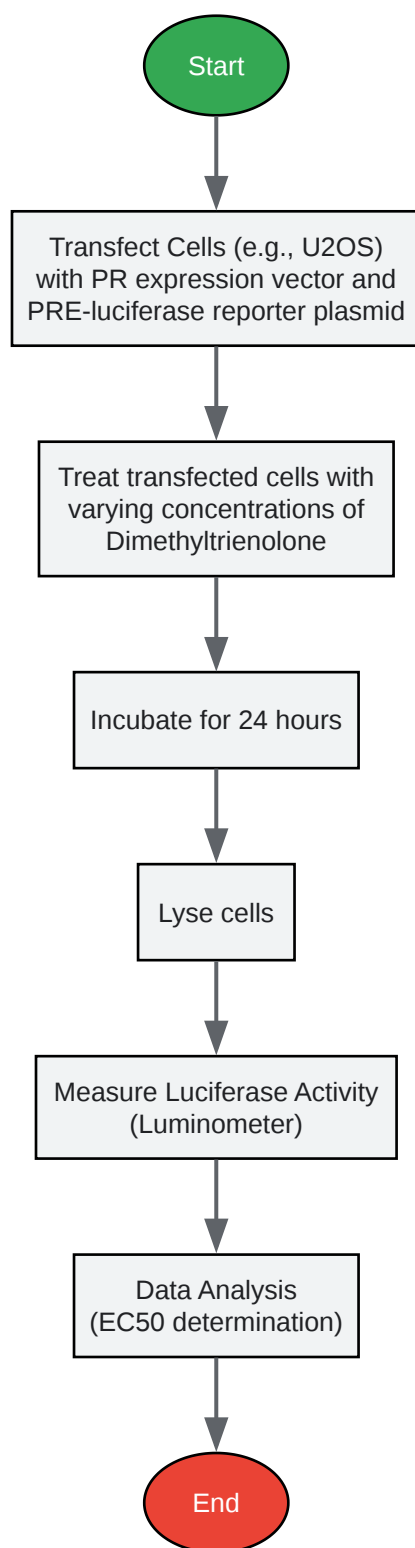 Start
Transfect Cells (e.g., U2OS)
with PR expression vector and
PRE-luciferase reporter plasmid
Treat transfected cells with
varying concentrations of
Dimethyltrienolone
Incubate for 24 hours
Lyse cells
Measure Luciferase Activity
(Luminometer)
Data Analysis
(EC50 determination)
End